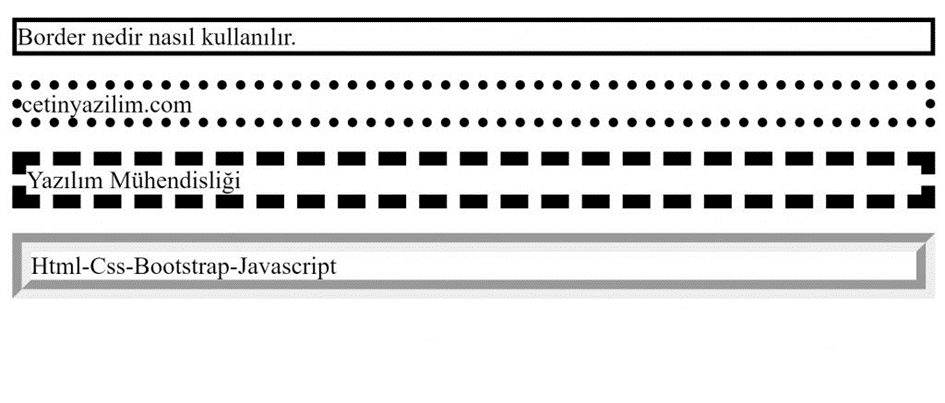 Border nedir nasıl kullanılır.
cetinyazilim.com
Yazılım Mühendisliği
Html-Css-Bootstrap-Javascript